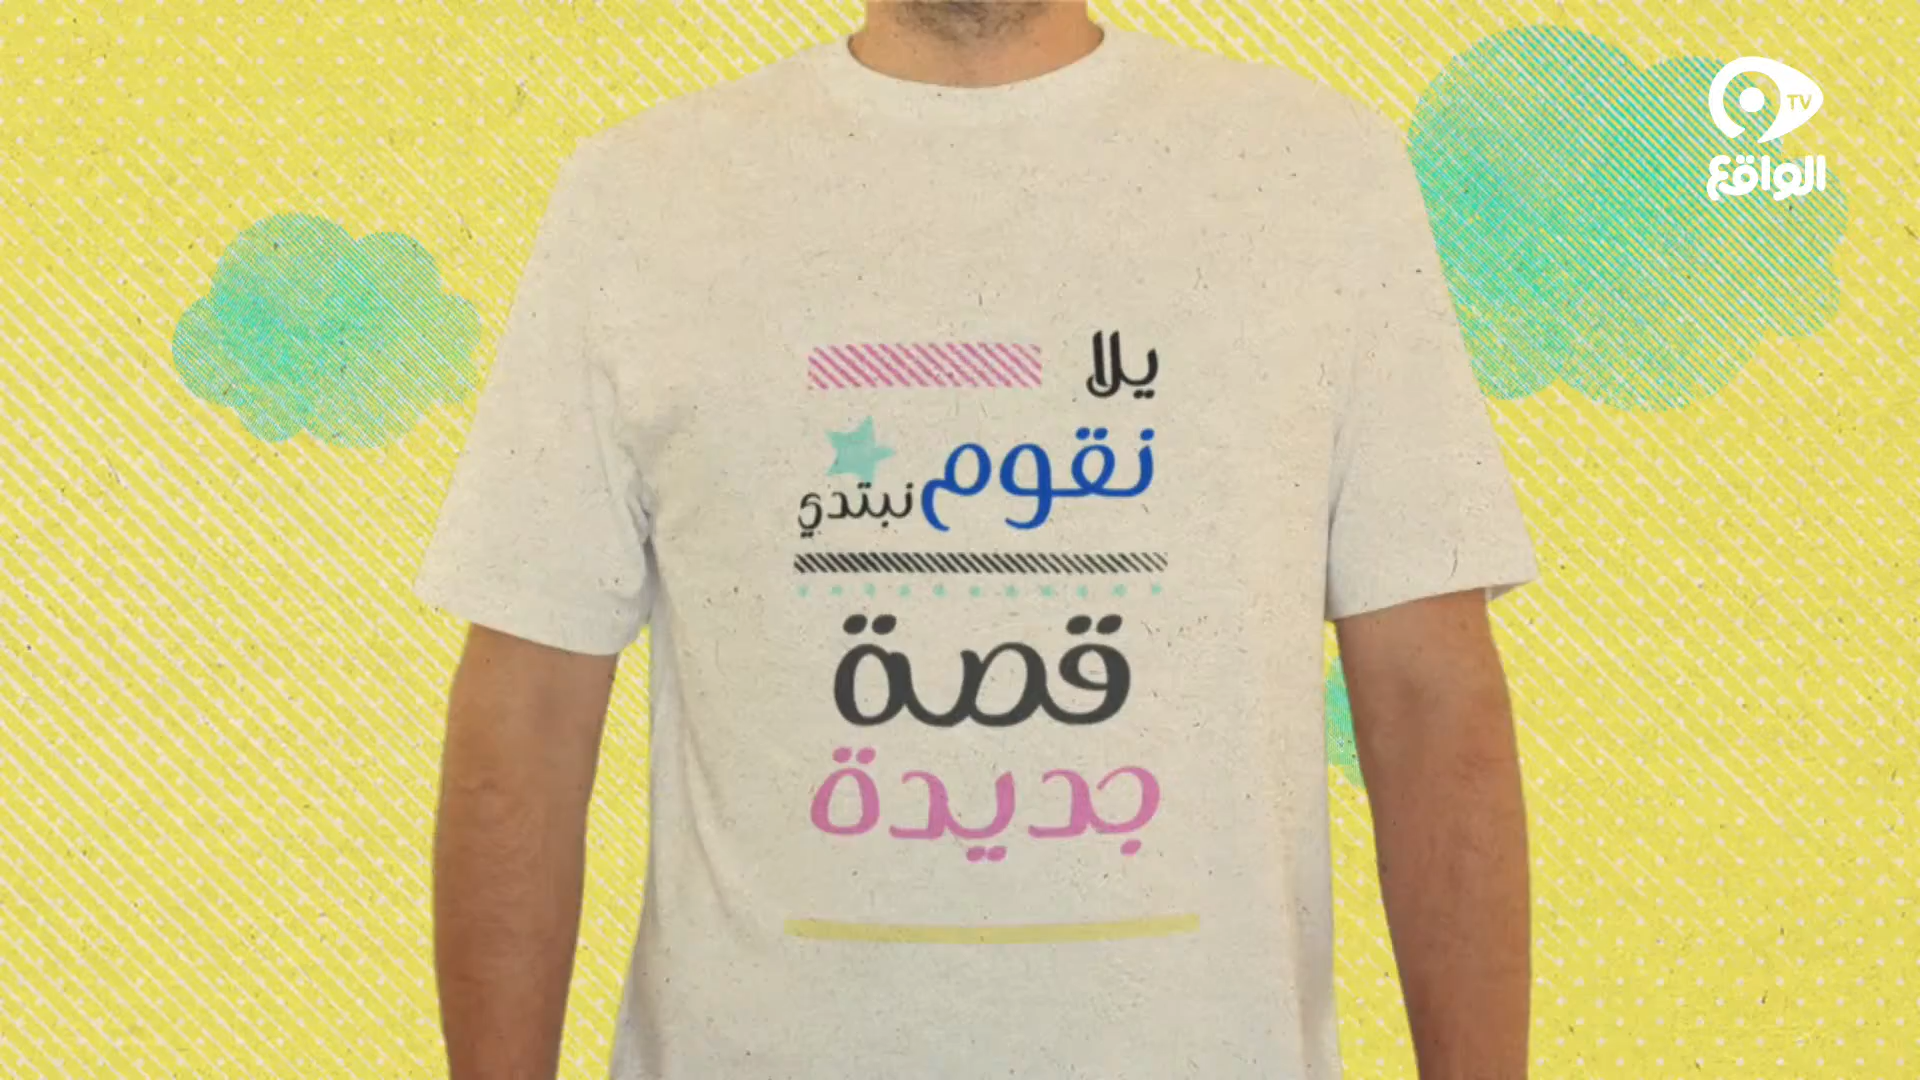 TV
الواقع
يلا
نقوم نبتدي
قصة
جديدة